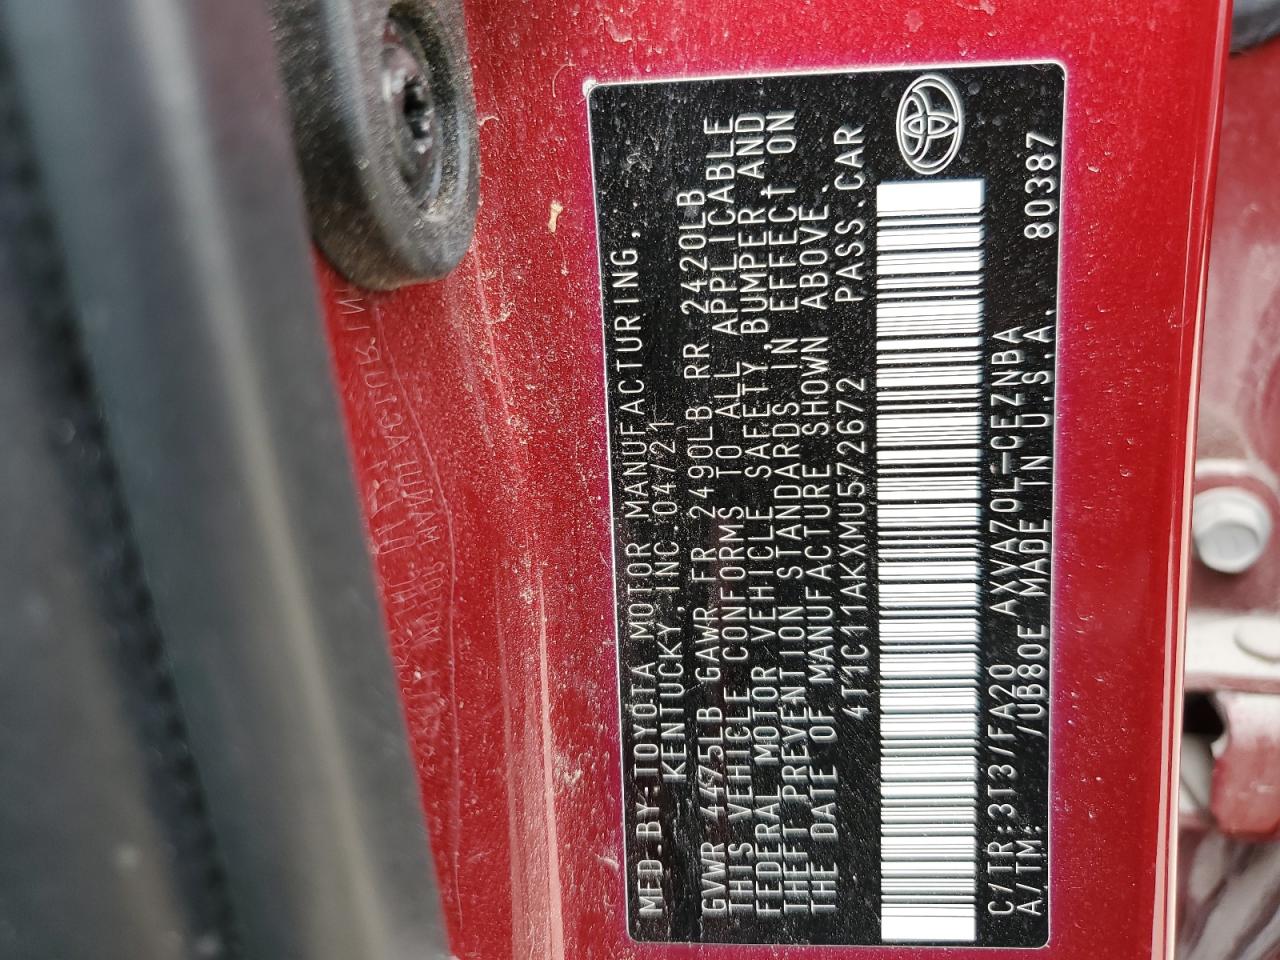 MFD.BY:TOYOTA MOTOR MANUFACTURING,
KENTUCKY, INC.04/21
GVWR 4475LB GAWR FR 2490LB RR 2420LB
THIS VEHICLE CONFORMS TO ALL APPLICABLE
FEDERAL MOTOR VEHICLE SAFETY,BUMPER,AND
THEFT PREVENTION STANDARDS IN EFFECT ON
THE DATE OF MANUFACTURE SHOWN ABOVE.
4T1C11AKXMU572672 PASS.CAR
C/TR:3T3/FA20 AXVA70L-CEZNBA
A/TM: /UB80E MADE IN U.S.A. 80387